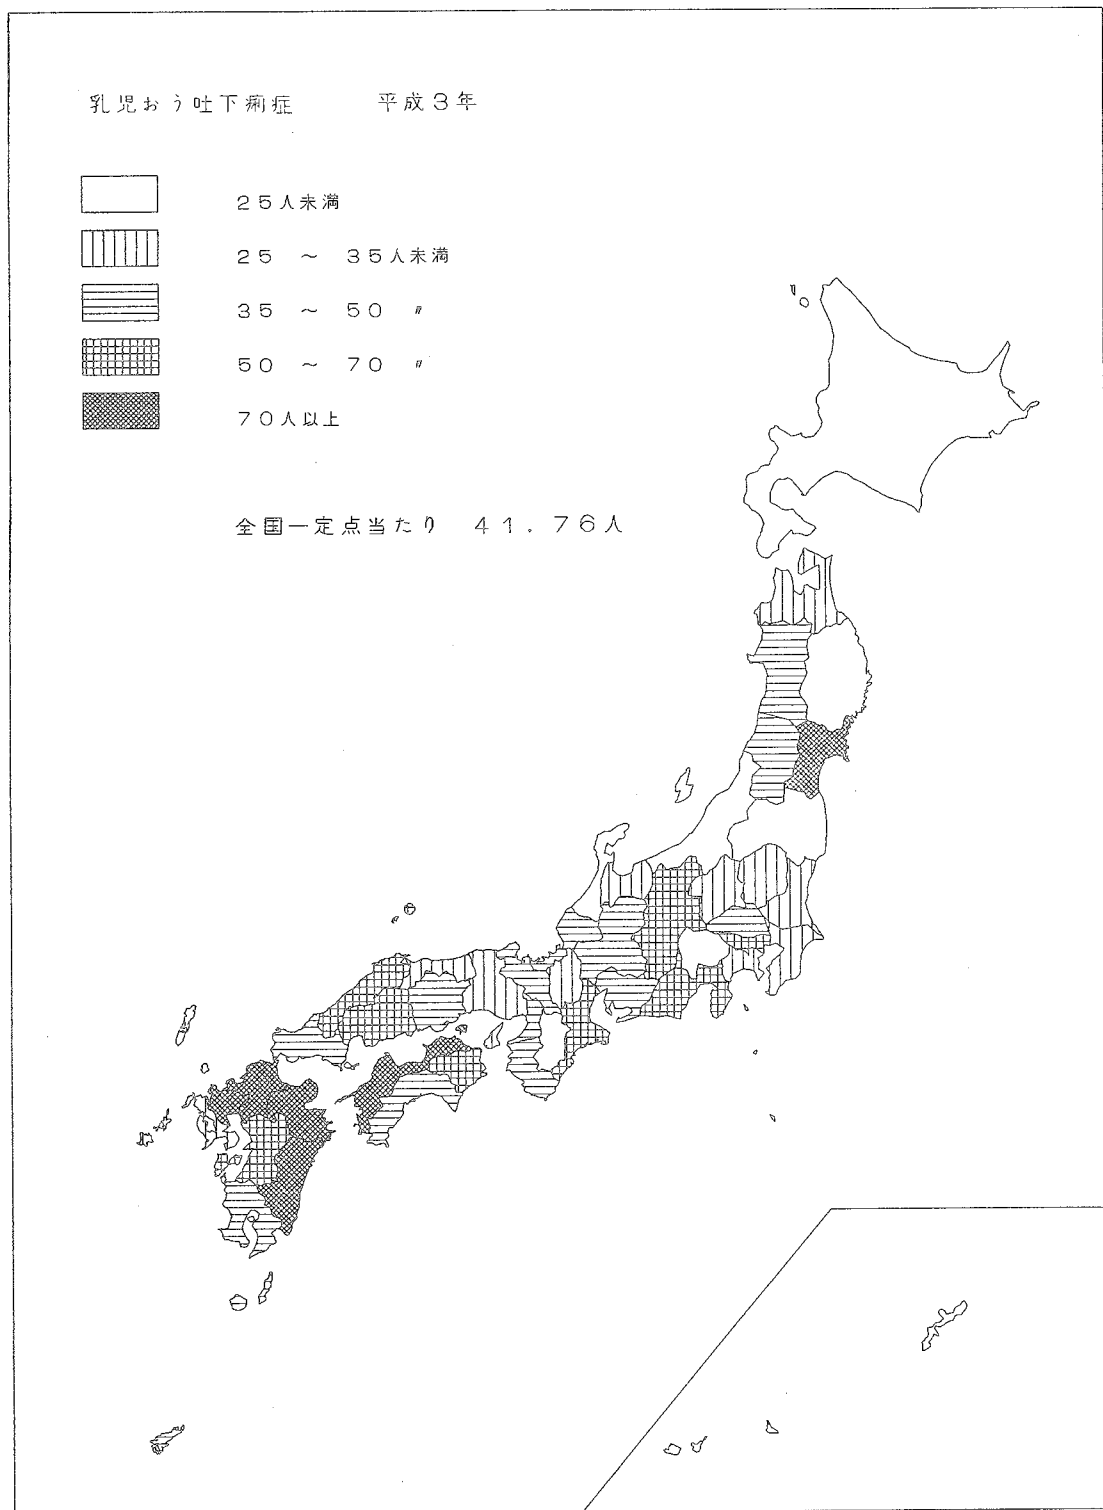 乳児おう吐下痢症 平成3年
25人未満
25 ～ 35人未満
35 ～ 50 〃
50 ～ 70 〃
70人以上
全国一定点当たり 41.76人